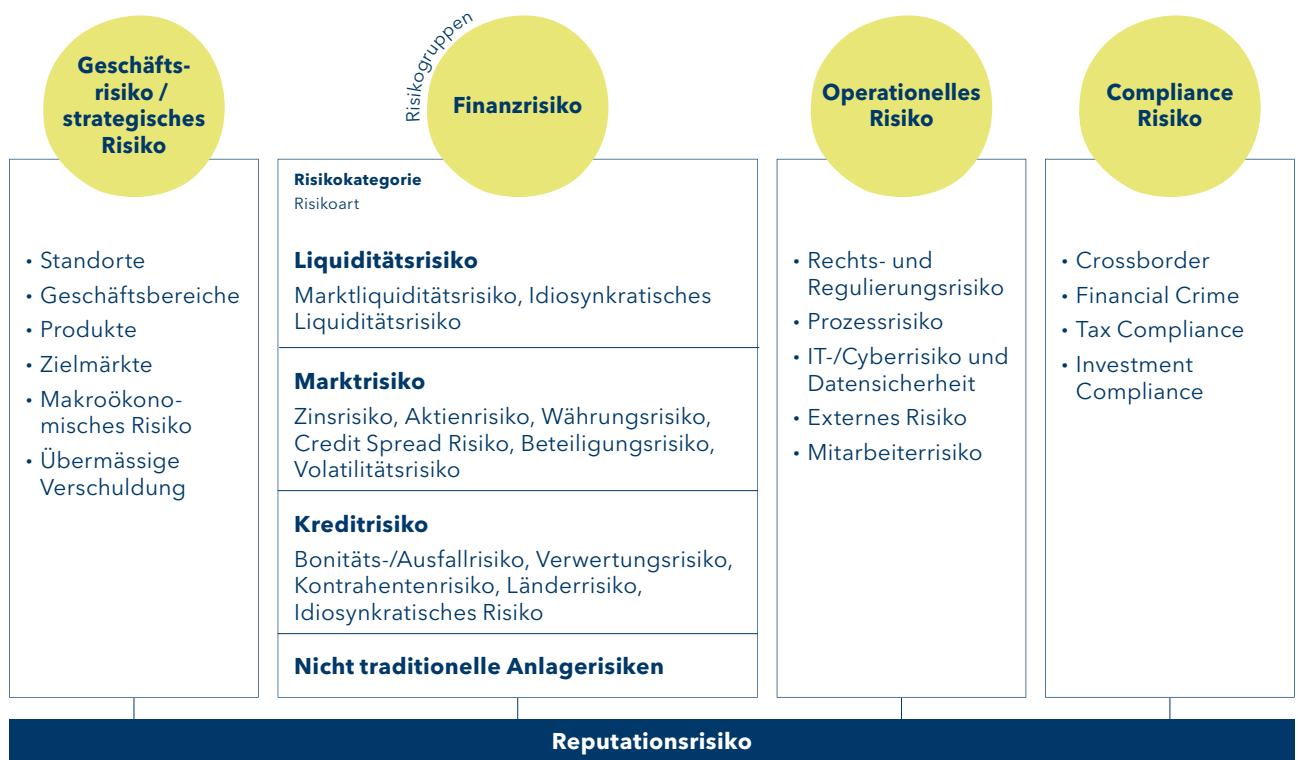 Geschäfts-
risiko /
strategisches
Risiko
• Standorte
• Geschäftsbereiche
• Produkte
• Zielmärkte
• Makroökono-
misches Risiko
• Übermässige
Verschuldung
Risikogruppen
Finanzrisiko
Risikokategorie
Risikoart
Liquiditätsrisiko
Marktliquiditätsrisiko, Idiosynkratisches
Liquiditätsrisiko
Marktrisiko
Zinsrisiko, Aktienrisiko, Währungsrisiko,
Credit Spread Risiko, Beteiligungsrisiko,
Volatilitätsrisiko
Kreditrisiko
Bonitäts-/Ausfallrisiko, Verwertungsrisiko,
Kontrahentenrisiko, Länderrisiko,
Idiosynkratisches Risiko
Nicht traditionelle Anlagerisiken
Operationelles
Risiko
• Rechts- und
Regulierungsrisiko
• Prozessrisiko
• IT-/Cyberrisiko und
Datensicherheit
• Externes Risiko
• Mitarbeiterrisiko
Compliance
Risiko
• Crossborder
• Financial Crime
• Tax Compliance
• Investment
Compliance
Reputationsrisiko